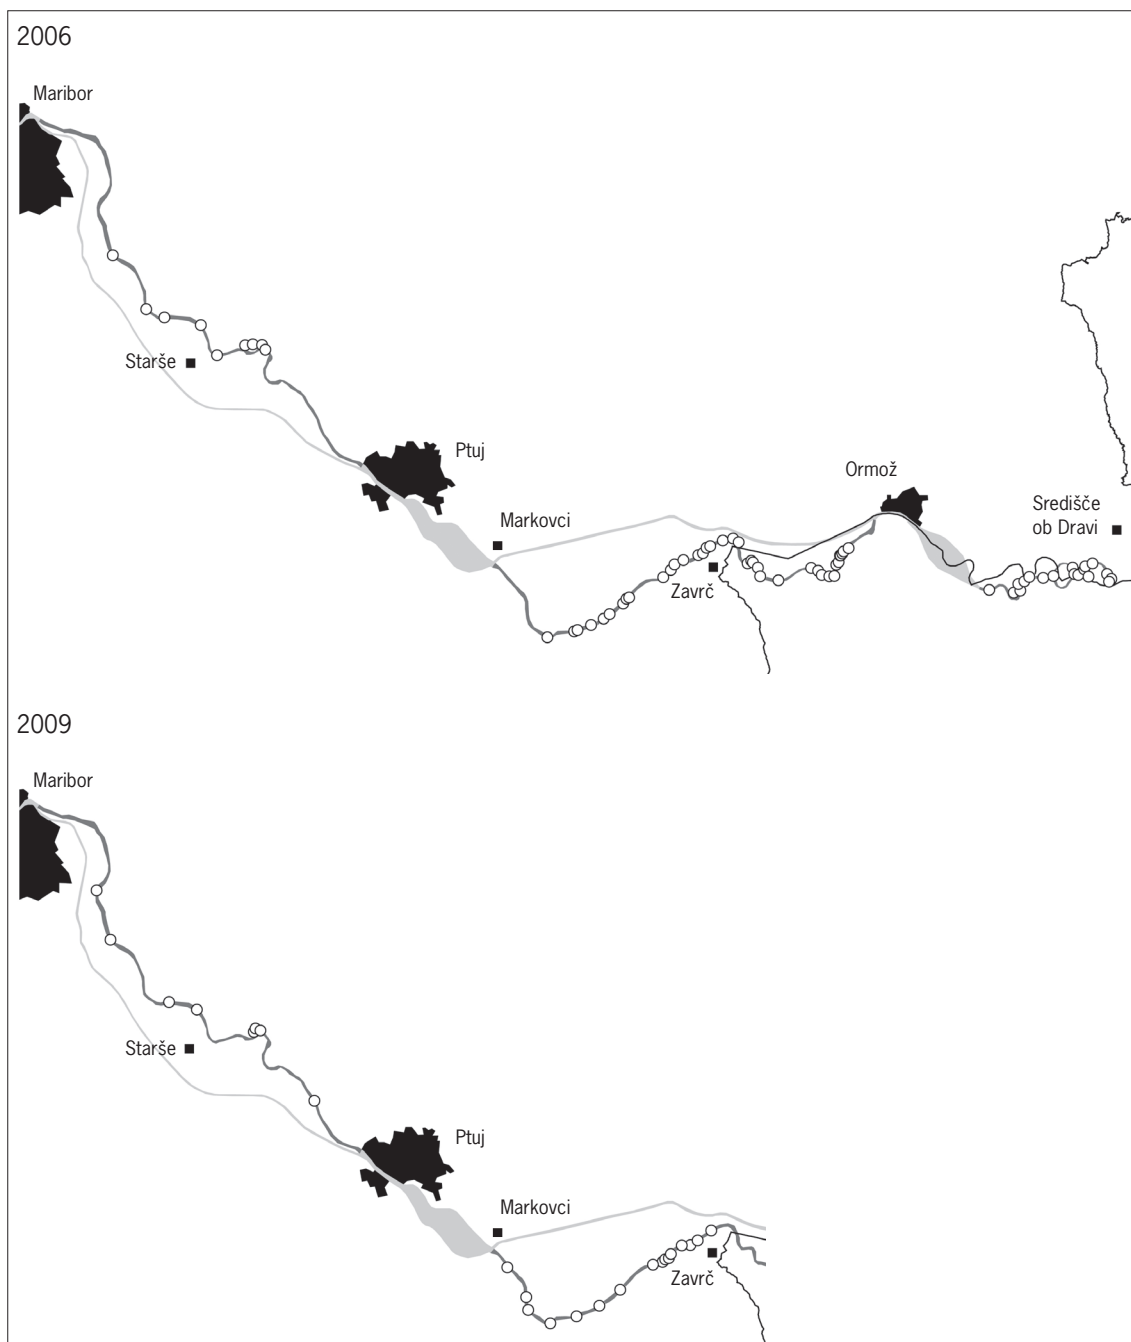 2006
Maribor
Starše
Ptuj
Markovci
Ormož
Središče
ob Dravi
Zavrč
2009
Maribor
Starše
Ptuj
Markovci
Zavrč